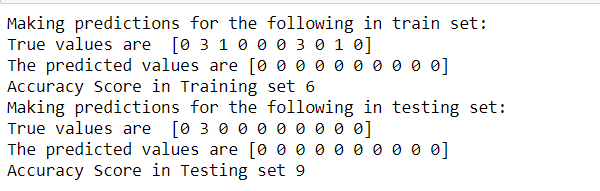 Making predictions for the following in train set:
True values are  [0 3 1 0 0 0 3 0 1 0]
The predicted values are [0 0 0 0 0 0 0 0 0 0]
Accuracy Score in Training set 6
Making predictions for the following in testing set:
True values are  [0 3 0 0 0 0 0 0 0 0]
The predicted values are [0 0 0 0 0 0 0 0 0 0]
Accuracy Score in Testing set 9